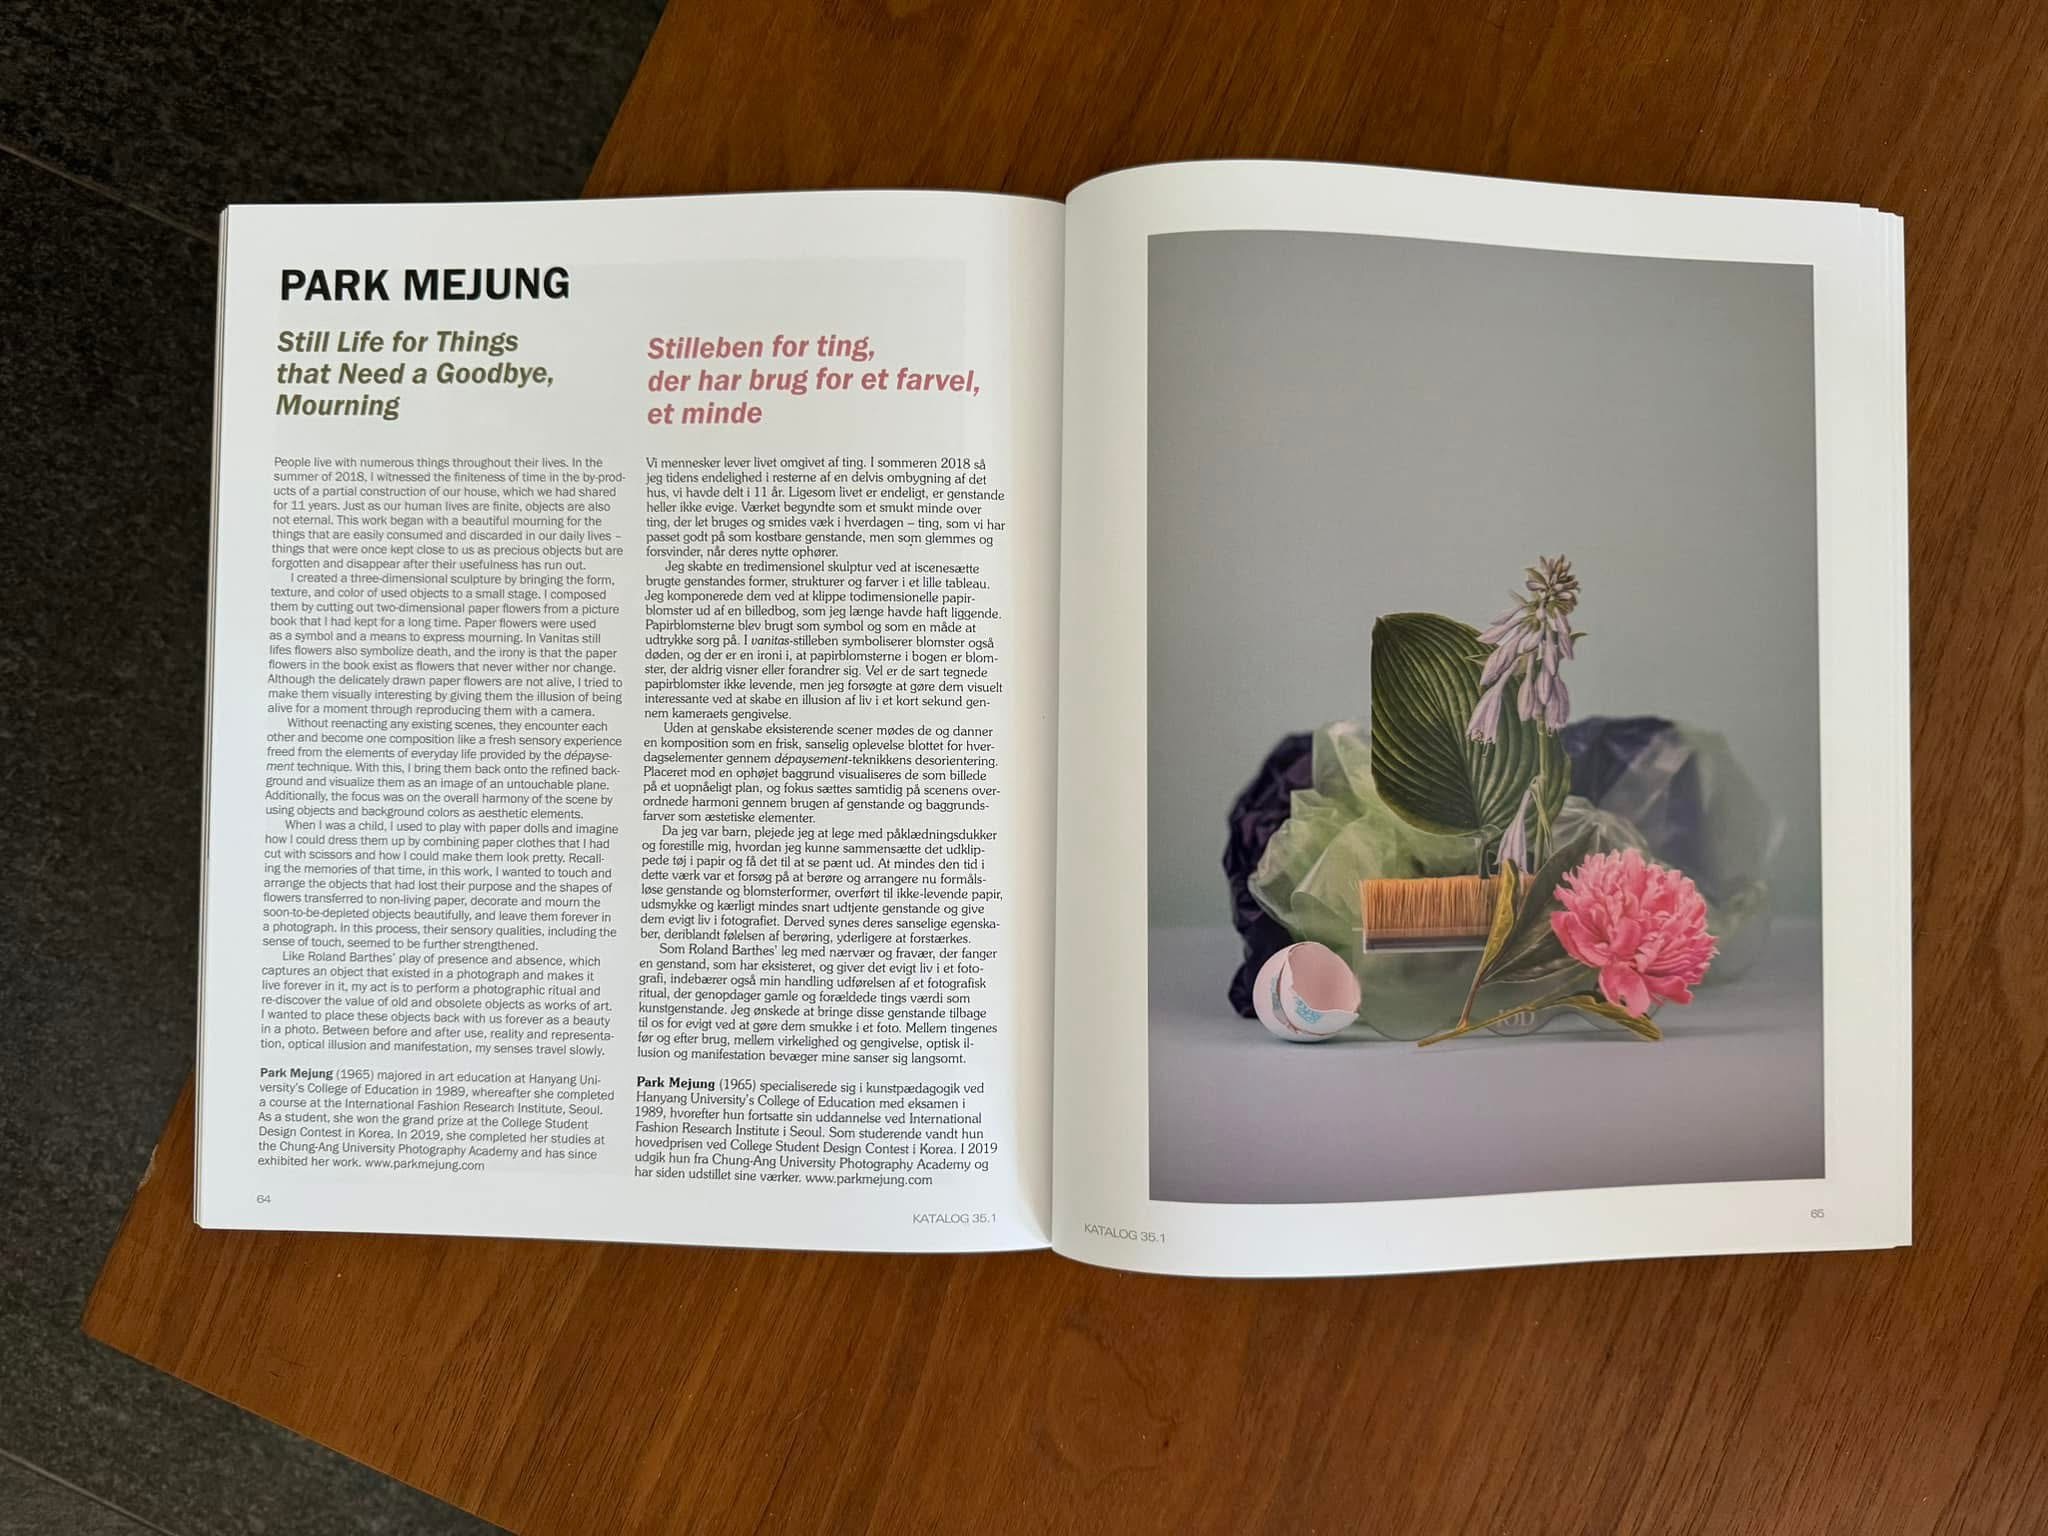 PARK MEJUNG
Still Life for Things
that Need a Goodbye,
Mourning
People live with numerous things throughout their lives. In the
summer of 2018, I witnessed the finiteness of time in the by-prod-
ucts of a partial construction of our house, which we had shared
for 11 years. Just as our human lives are finite, objects are also
not eternal. This work began with a beautiful mourning for the
things that are easily consumed and discarded in our daily lives –
things that were once kept close to us as precious objects but are
forgotten and disappear after their usefulness has run out.
I created a three-dimensional sculpture by bringing the form,
texture, and color of used objects to a small stage. I composed
them by cutting out two-dimensional paper flowers from a picture
book that I had kept for a long time. Paper flowers were used
as a symbol and a means to express mourning. In Vanitas still
lifes flowers also symbolize death, and the irony is that the paper
flowers in the book exist as flowers that never wither nor change.
Although the delicately drawn paper flowers are not alive, I tried to
make them visually interesting by giving them the illusion of being
alive for a moment through reproducing them with a camera.
Without reenacting any existing scenes, they encounter each
other and become one composition like a fresh sensory experience
freed from the elements of everyday life provided by the dépayse-
ment technique. With this, I bring them back onto the refined back-
ground and visualize them as an image of an untouchable plane.
Additionally, the focus was on the overall harmony of the scene by
using objects and background colors as aesthetic elements.
When I was a child, I used to play with paper dolls and imagine
how I could dress them up by combining paper clothes that I had
cut with scissors and how I could make them look pretty. Recall-
ing the memories of that time, in this work, I wanted to touch and
arrange the objects that had lost their purpose and the shapes of
flowers transferred to non-living paper, decorate and mourn the
soon-to-be-depleted objects beautifully, and leave them forever in
a photograph. In this process, their sensory qualities, including the
sense of touch, seemed to be further strengthened.
Like Roland Barthes' play of presence and absence, which
captures an object that existed in a photograph and makes it
live forever in it, my act is to perform a photographic ritual and
re-discover the value of old and obsolete objects as works of art.
I wanted to place these objects back with us forever as a beauty
in a photo. Between before and after use, reality and representa-
tion, optical illusion and manifestation, my senses travel slowly.
Park Mejung (1965) majored in art education at Hanyang Uni-
versity's College of Education in 1989, whereafter she completed
a course at the International Fashion Research Institute, Seoul.
As a student, she won the grand prize at the College Student
Design Contest in Korea. In 2019, she completed her studies at
the Chung-Ang University Photography Academy and has since
exhibited her work. www.parkmejung.com
64
Stilleben for ting,
der har brug for et farvel,
et minde
Vi mennesker lever livet omgivet af ting. I sommeren 2018 så
jeg tidens endelighed i resterne af en delvis ombygning af det
hus, vi havde delt i 11 år. Ligesom livet er endeligt, er genstande
heller ikke evige. Værket begyndte som et smukt minde over
ting, der let bruges og smides væk i hverdagen – ting, som vi har
passet godt på som kostbare genstande, men som glemmes og
forsvinder, når deres nytte ophører.
Jeg skabte en tredimensionel skulptur ved at iscenesætte
brugte genstandes former, strukturer og farver i et lille tableau.
Jeg komponerede dem ved at klippe todimensionelle papir-
blomster ud af en billedbog, som jeg længe havde haft liggende.
Papirblomsterne blev brugt som symbol og som en måde at
udtrykke sorg på. I vanitas-stilleben symboliserer blomster også
døden, og der er en ironi i, at papirblomsterne i bogen er blom-
ster, der aldrig visner eller forandrer sig. Vel er de sart tegnede
papirblomster ikke levende, men jeg forsøgte at gøre dem visuelt
interessante ved at skabe en illusion af liv i et kort sekund gen-
nem kameraets gengivelse.
Uden at genskabe eksisterende scener mødes de og danner
en komposition som en frisk, sanselig oplevelse blottet for hver-
dagselementer gennem dépaysement-teknikkens desorientering.
Placeret mod en ophøjet baggrund visualiseres de som billede
på et uopnåeligt plan, og fokus sættes samtidig på scenens over-
ordnede harmoni gennem brugen af genstande og baggrunds-
farver som æstetiske elementer.
Da jeg var barn, plejede jeg at lege med påklædningsdukker
og forestille mig, hvordan jeg kunne sammensætte det udklip-
pede tøj i papir og få det til at se pænt ud. At mindes den tid i
dette værk var et forsøg på at berøre og arrangere nu formåls-
løse genstande og blomsterformer, overført til ikke-levende papir,
udsmykke og kærligt mindes snart udtjente genstande og give
dem evigt liv i fotografiet. Derved synes deres sanselige egenska-
ber, deriblandt følelsen af berøring, yderligere at forstærkes.
Som Roland Barthes' leg med nærvær og fravær, der fanger
en genstand, som har eksisteret, og giver det evigt liv i et foto-
grafi, indebærer også min handling udførelsen af et fotografisk
ritual, der genopdager gamle og forældede tings værdi som
kunstgenstande. Jeg ønskede at bringe disse genstande tilbage
til os for evigt ved at gøre dem smukke i et foto. Mellem tingenes
før og efter brug, mellem virkelighed og gengivelse, optisk il-
lusion og manifestation bevæger mine sanser sig langsomt.
Park Mejung (1965) specialiserede sig i kunstpædagogik ved
Hanyang University's College of Education med eksamen i
1989, hvorefter hun fortsatte sin uddannelse ved International
Fashion Research Institute i Seoul. Som studerende vandt hun
hovedprisen ved College Student Design Contest i Korea. I 2019
udgik hun fra Chung-Ang University Photography Academy og
har siden udstillet sine værker. www.parkmejung.com
KATALOG 35.1
KATALOG 35.1
65